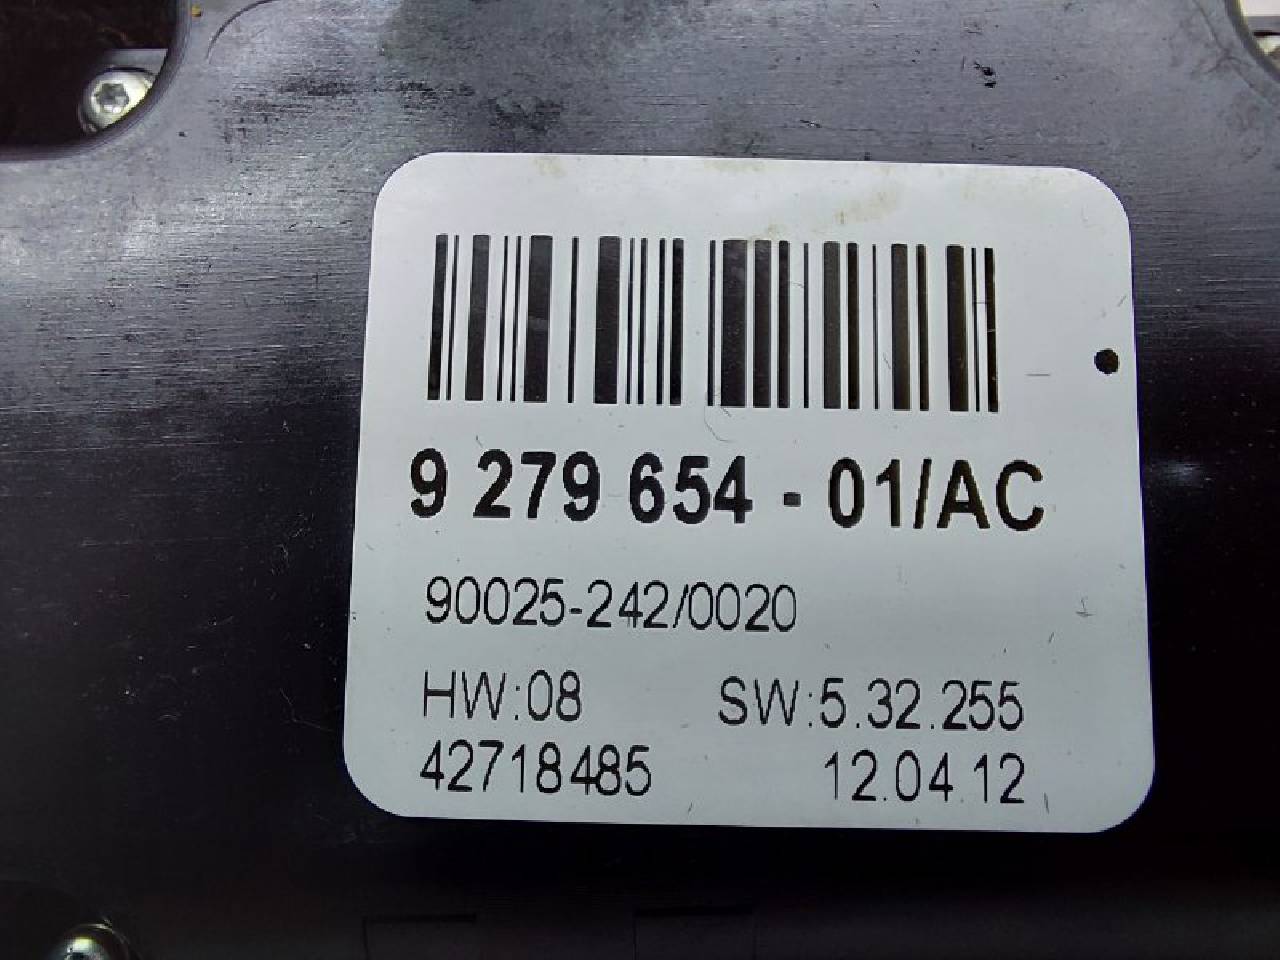 9 279 654 - 01/AC
90025-242/0020
HW:08 SW:5.32.255
42718485 12.04.12